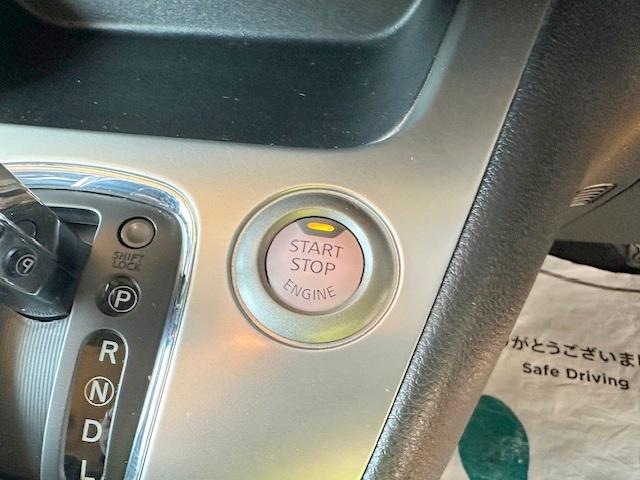 START
STOP
ENGINE
SHIFT
LOCK
P
R
N
D
L
がとうございま
Safe Driving